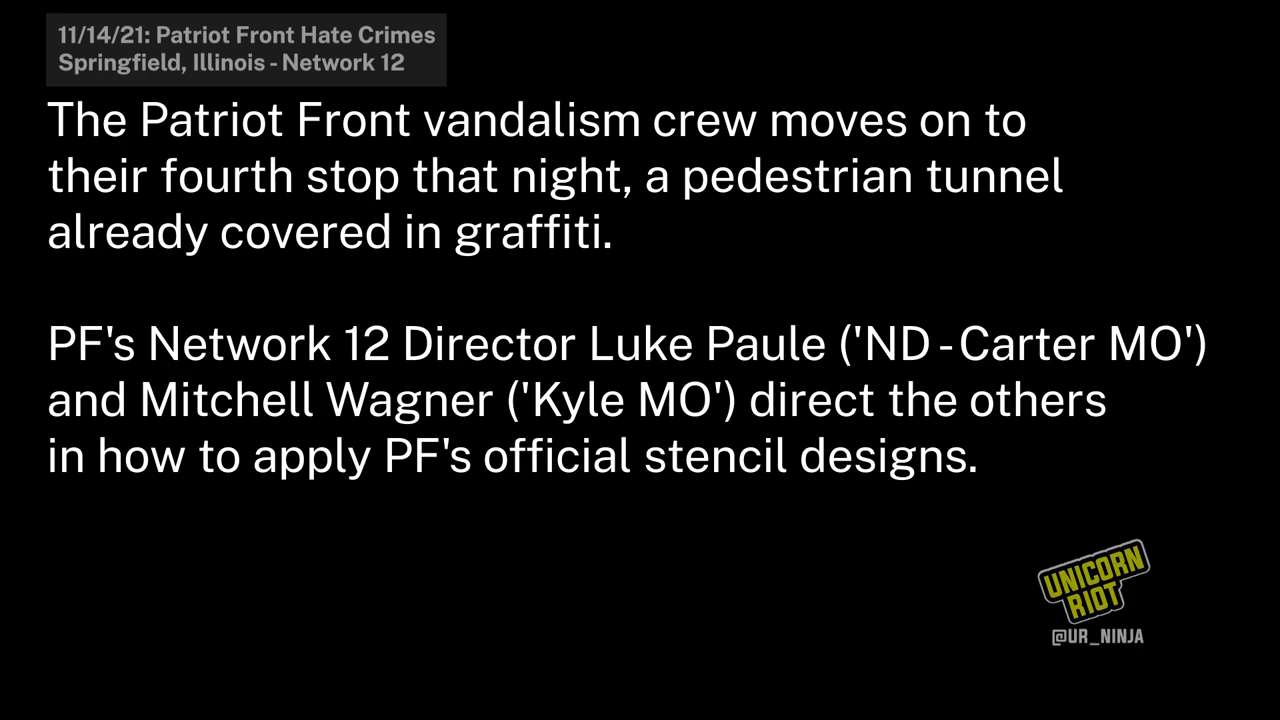 11/14/21: Patriot Front Hate Crimes
Springfield, Illinois - Network 12
The Patriot Front vandalism crew moves on to
their fourth stop that night, a pedestrian tunnel
already covered in graffiti.
PF's Network 12 Director Luke Paule ('ND - Carter MO')
and Mitchell Wagner ('Kyle MO') direct the others
in how to apply PF's official stencil designs.
UNICORN
RIOT
@UR_NINJA